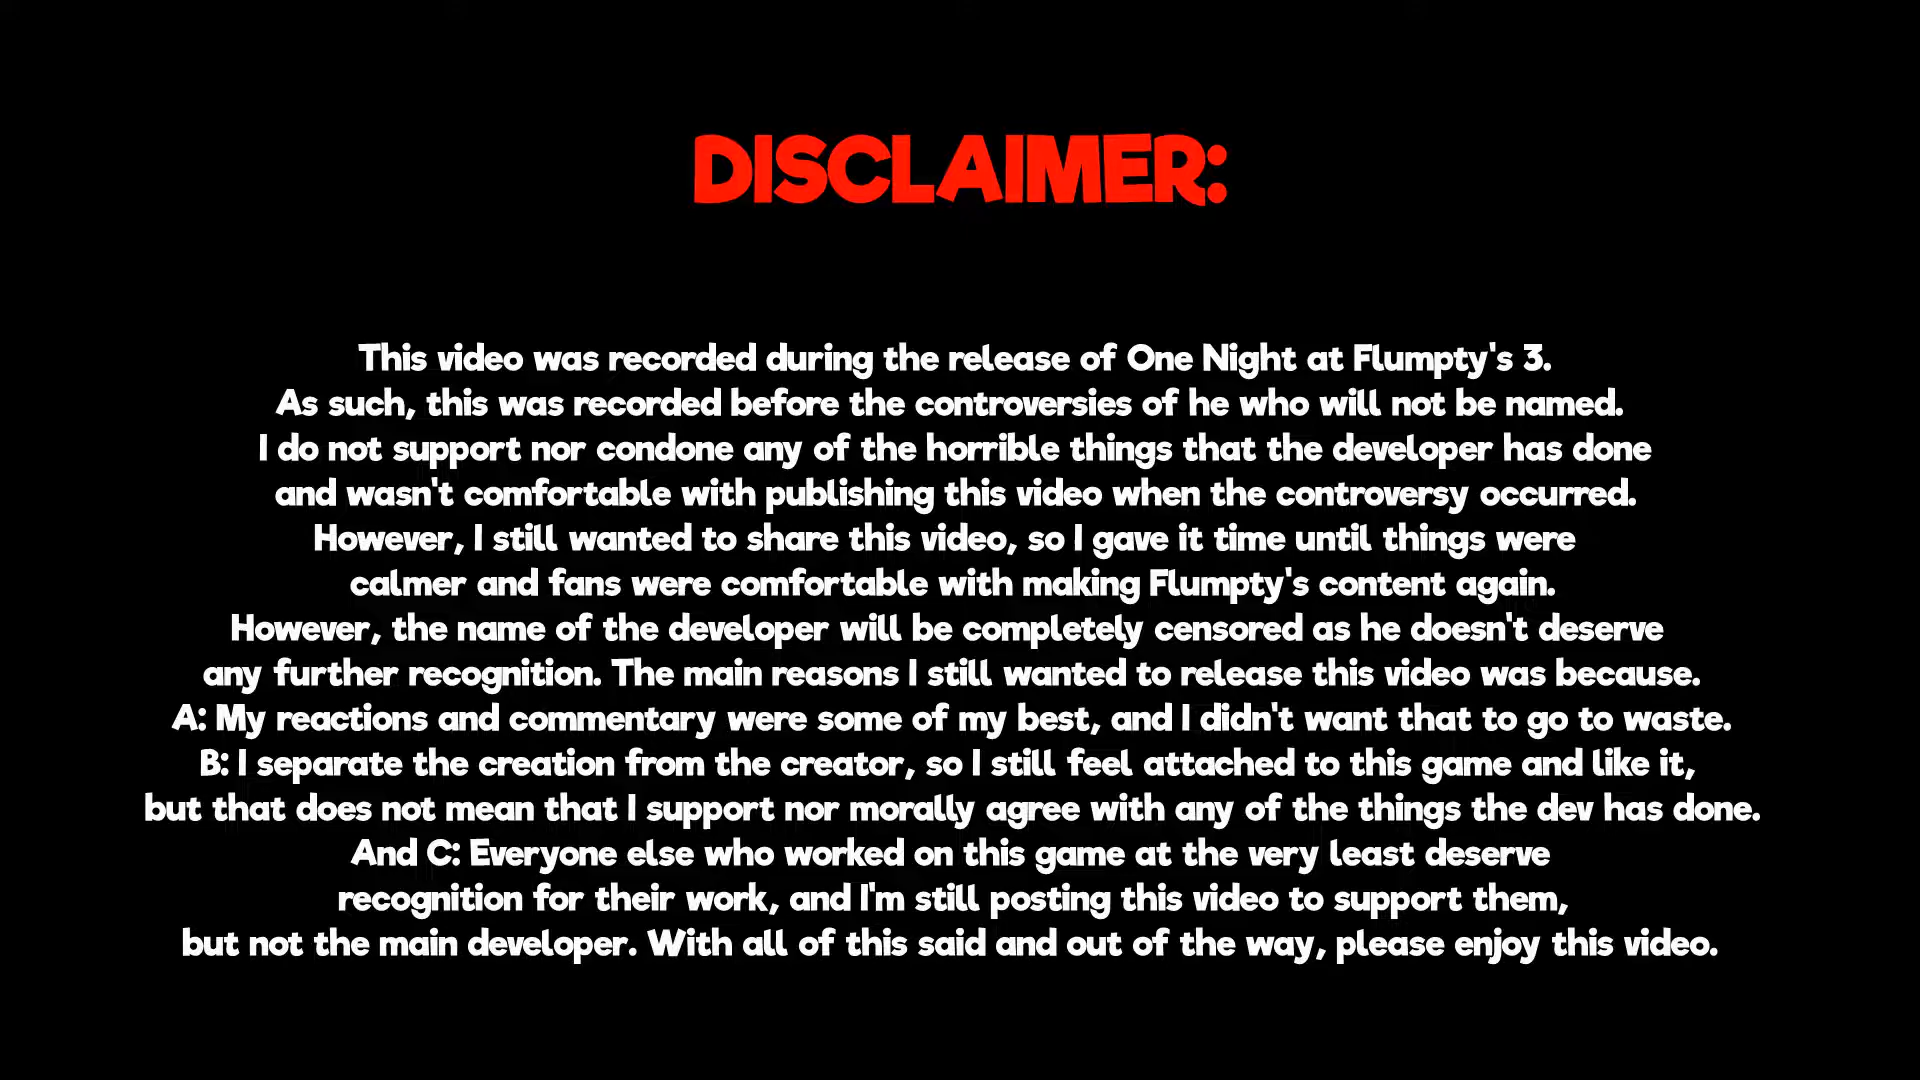 DISCLAIMER:
This video was recorded during the release of One Night at Flumpty's 3.
As such, this was recorded before the controversies of he who will not be named.
I do not support nor condone any of the horrible things that the developer has done
and wasn't comfortable with publishing this video when the controversy occurred.
However, I still wanted to share this video, so I gave it time until things were
calmer and fans were comfortable with making Flumpty's content again.
However, the name of the developer will be completely censored as he doesn't deserve
any further recognition. The main reasons I still wanted to release this video was because.
A: My reactions and commentary were some of my best, and I didn't want that to go to waste.
B: I separate the creation from the creator, so I still feel attached to this game and like it,
but that does not mean that I support nor morally agree with any of the things the dev has done.
And C: Everyone else who worked on this game at the very least deserve
recognition for their work, and I'm still posting this video to support them,
but not the main developer. With all of this said and out of the way, please enjoy this video.